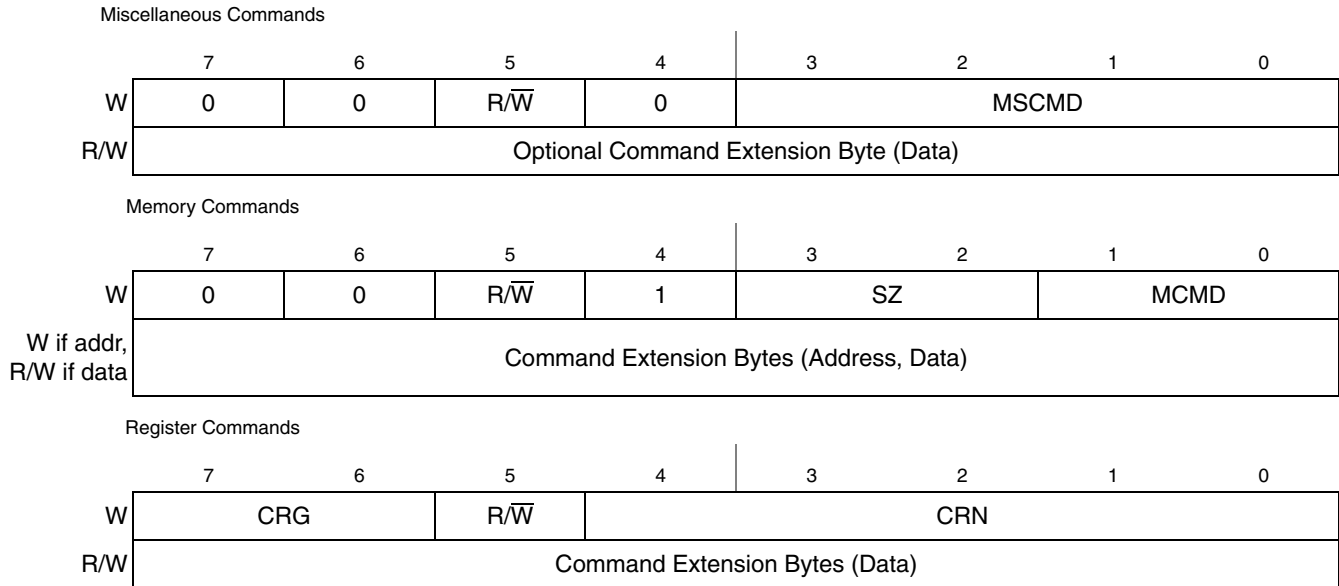 Miscellaneous Commands
7 6 5 4 3 2 1 0
W 0 0 R/W̅ 0 MSCMD
R/W Optional Command Extension Byte (Data)
Memory Commands
7 6 5 4 3 2 1 0
W 0 0 R/W̅ 1 SZ MCMD
W if addr,
R/W if data Command Extension Bytes (Address, Data)
Register Commands
7 6 5 4 3 2 1 0
W CRG R/W̅ CRN
R/W Command Extension Bytes (Data)